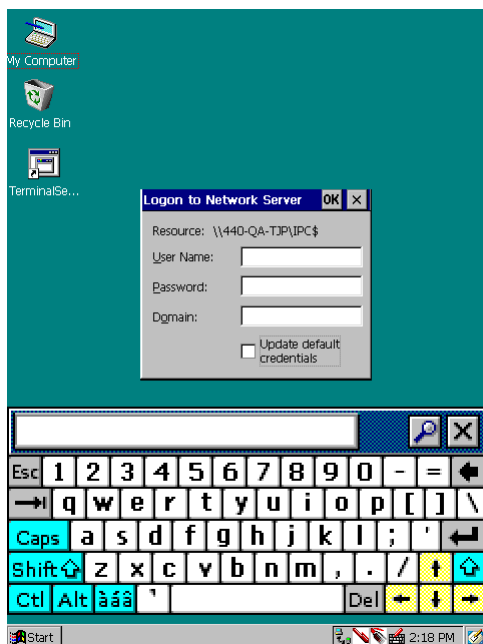 My Computer
Recycle Bin
TerminalSe...
Logon to Network Server OK ×
Resource: \\440-QA-TJP\IPC$
User Name:
Password:
Domain:
Update default
credentials
Esc 1 2 3 4 5 6 7 8 9 0 - =
q w e r t y u i o p [ ] \
Caps a s d f g h j k l ; '
Shift z x c v b n m , . /
Ctl Alt àáâ ` Del
Start 2:18 PM